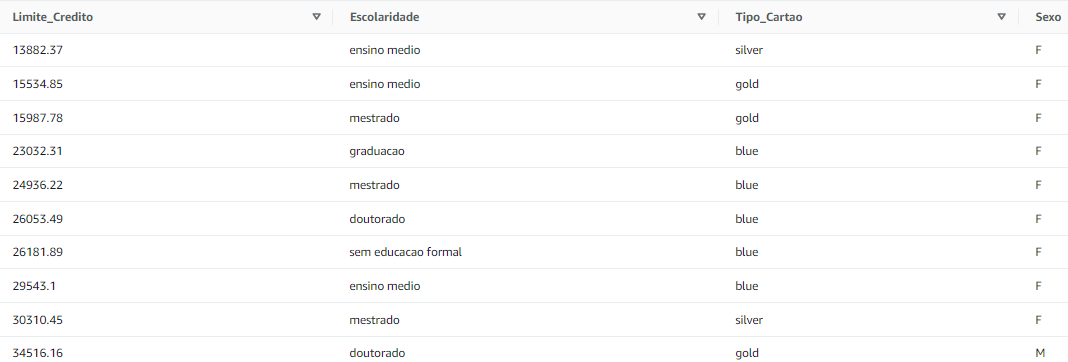 Limite_Credito Escolaridade Tipo_Cartao Sexo
13882.37 ensino medio silver F
15534.85 ensino medio gold F
15987.78 mestrado gold F
23032.31 graduacao blue F
24936.22 mestrado blue F
26053.49 doutorado blue F
26181.89 sem educacao formal blue F
29543.1 ensino medio blue F
30310.45 mestrado silver F
34516.16 doutorado gold M